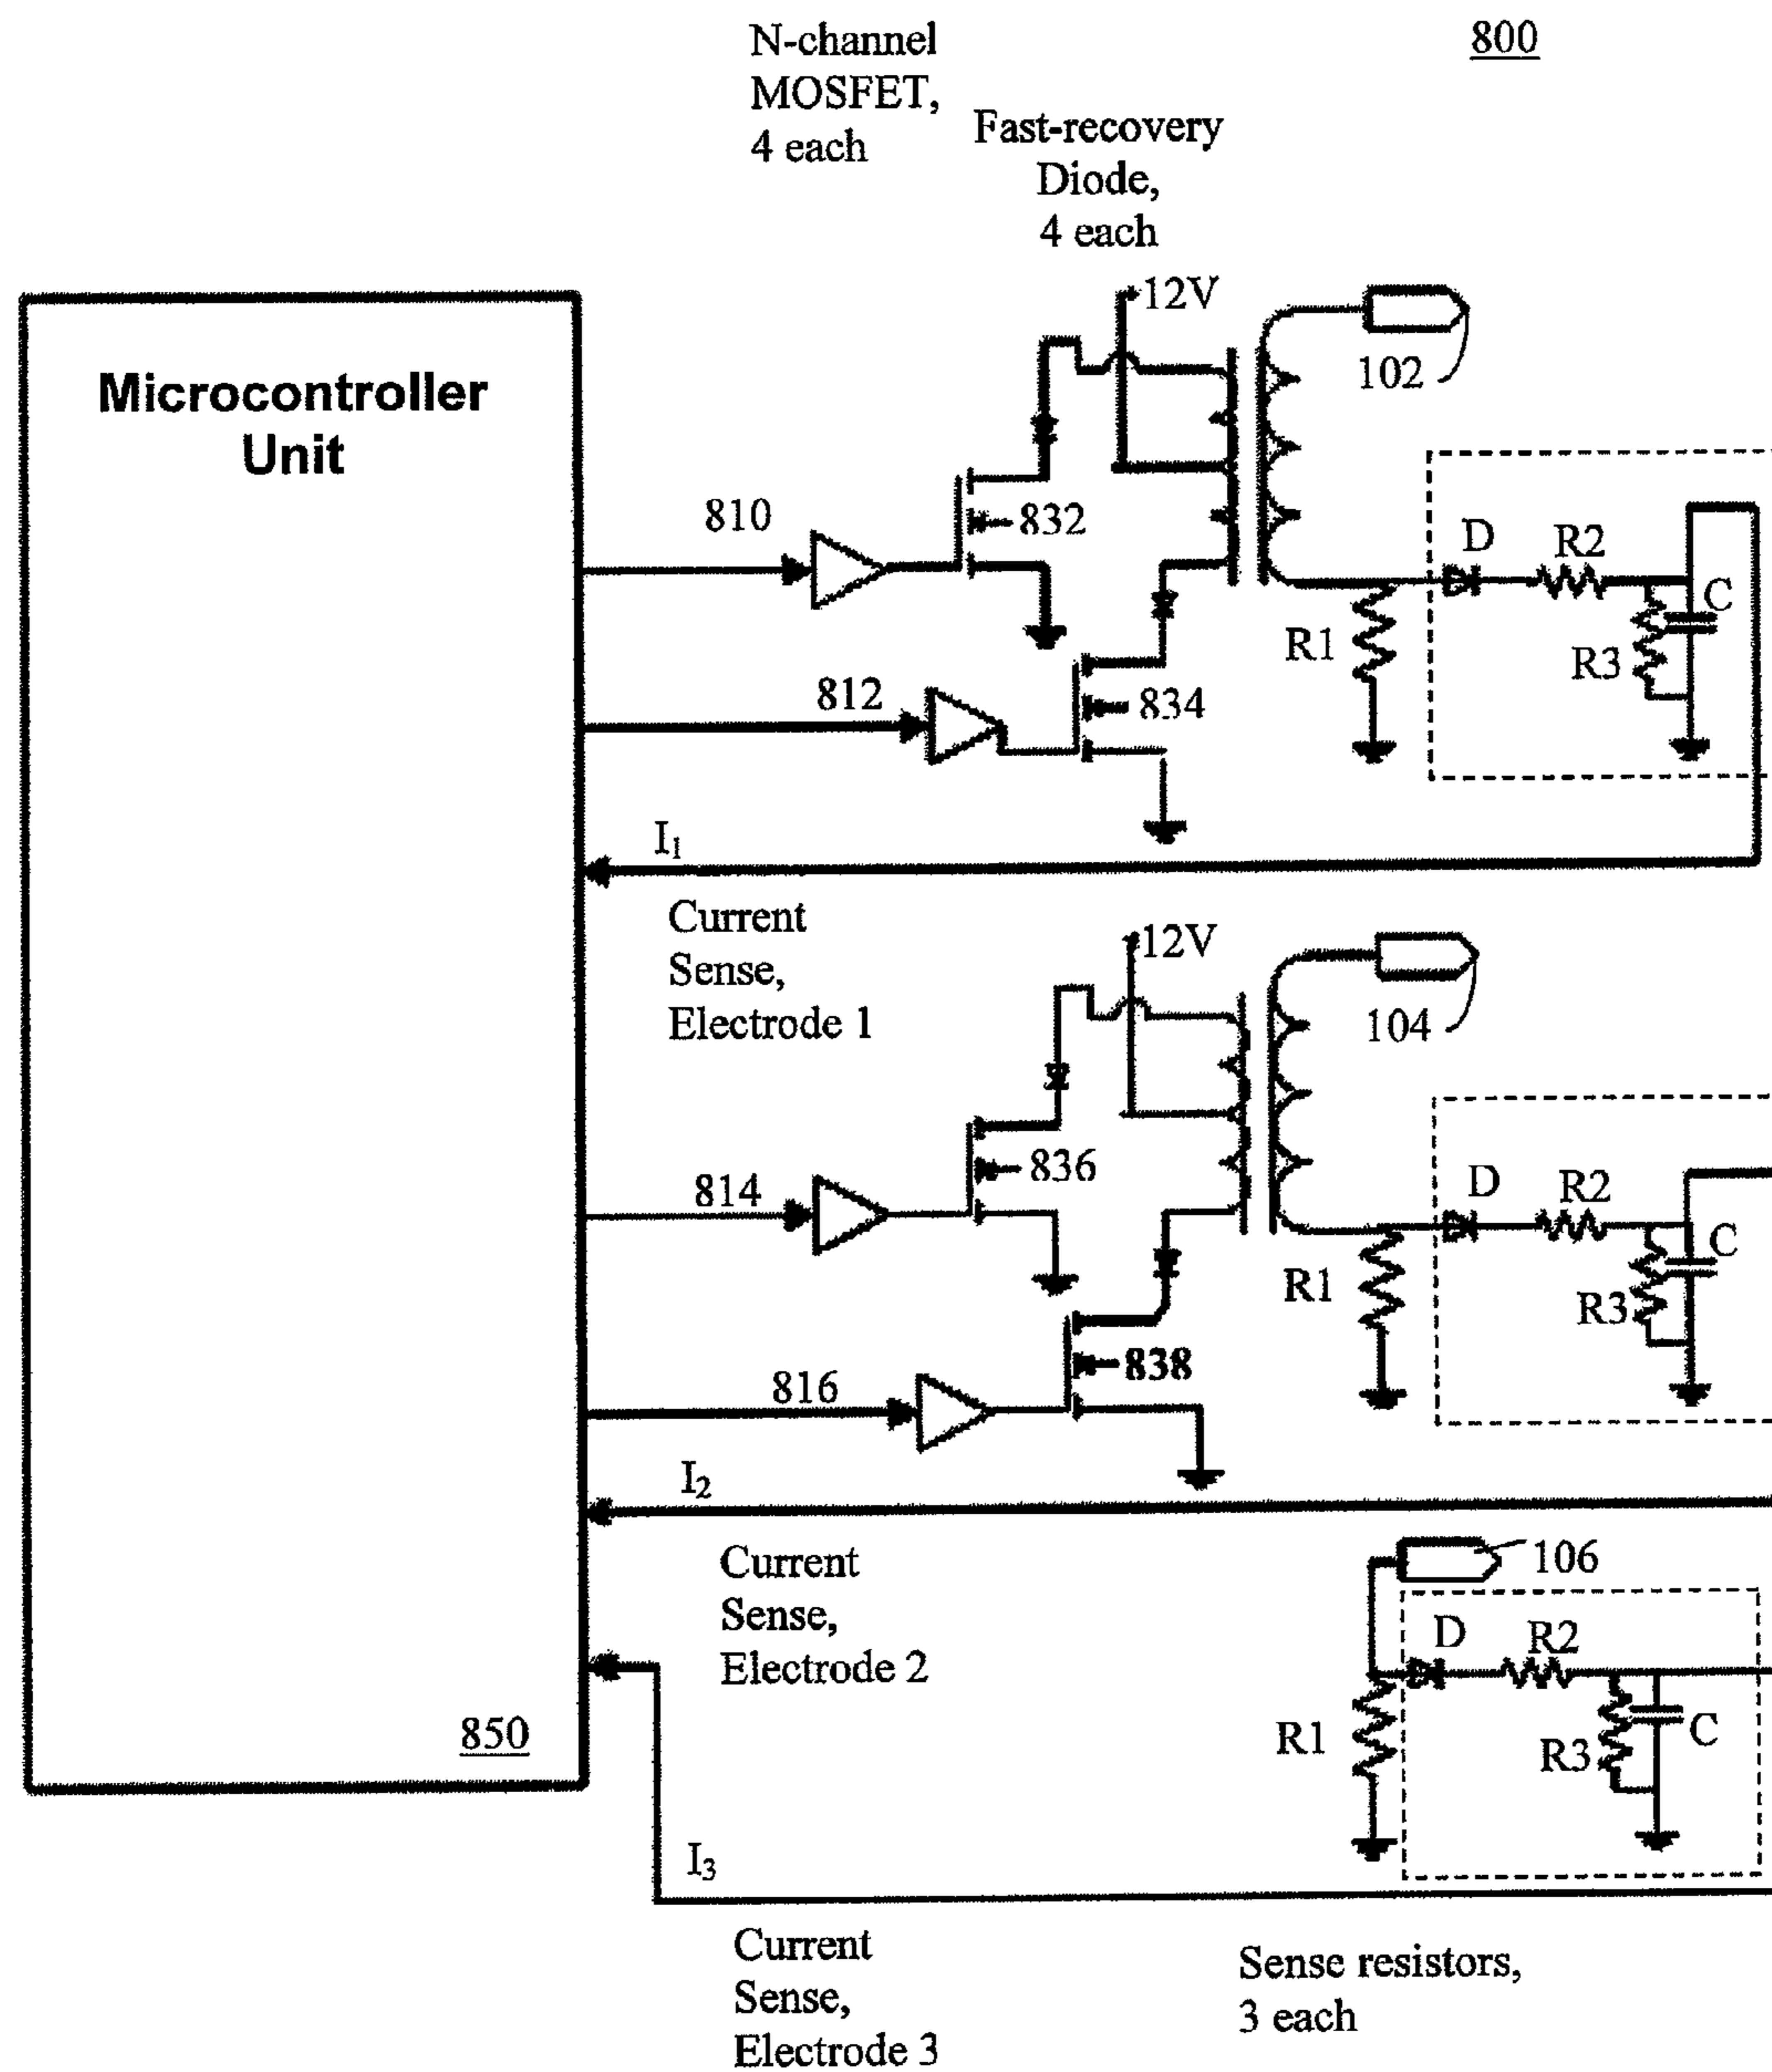 800
N-channel
MOSFET,
4 each
Fast-recovery
Diode,
4 each
Microcontroller
Unit
12V
102
810
832
D
R2
C
R1
R3
812
834
I₁
Current
Sense,
Electrode 1
12V
104
814
836
D
R2
C
R1
R3
816
838
I₂
Current
Sense,
Electrode 2
106
D
R2
R1
R3
C
850
I₃
Current
Sense,
Electrode 3
Sense resistors,
3 each